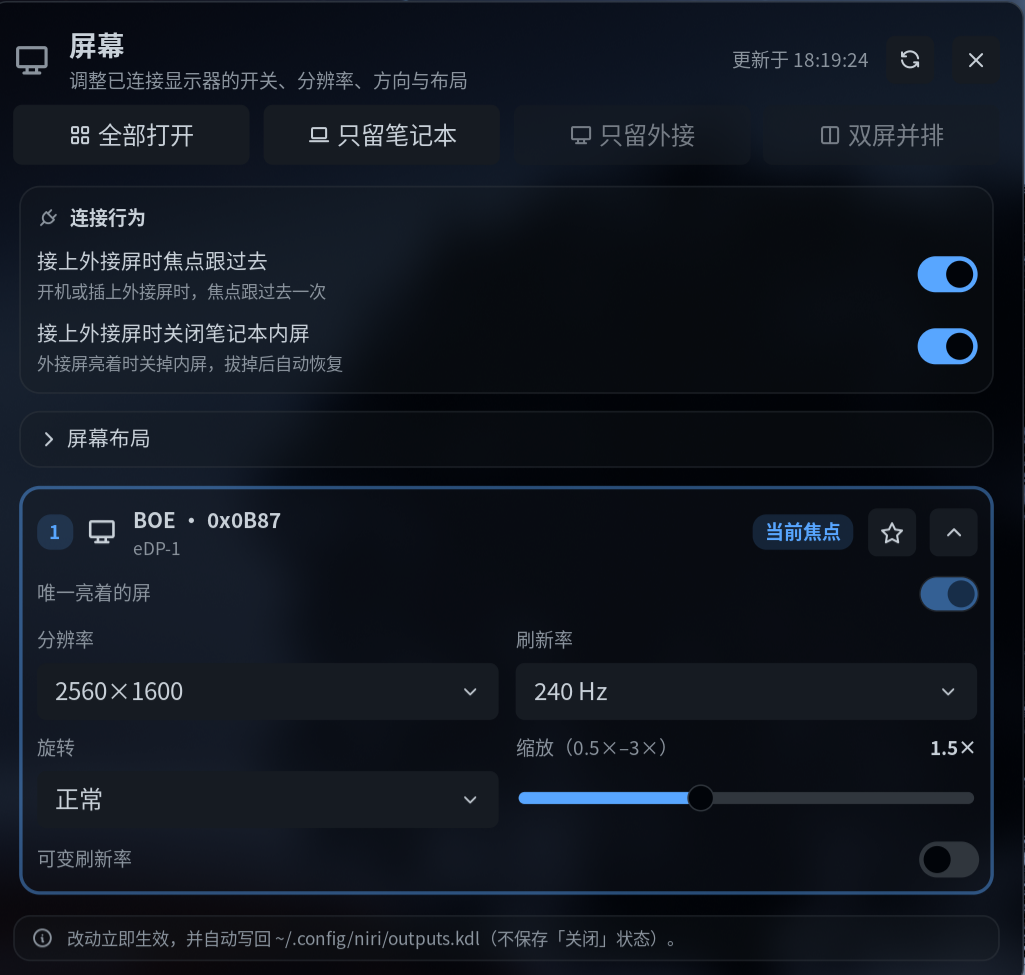 屏幕
调整已连接显示器的开关、分辨率、方向与布局
更新于 18:19:24
全部打开
只留笔记本
只留外接
双屏并排
连接行为
接上外接屏时焦点跟过去
开机或插上外接屏时，焦点跟过去一次
接上外接屏时关闭笔记本内屏
外接屏亮着时关掉内屏，拔掉后自动恢复
屏幕布局
1
BOE · 0x0B87
eDP-1
当前焦点
唯一亮着的屏
分辨率
刷新率
2560×1600
240 Hz
旋转
缩放（0.5×–3×）
1.5×
正常
可变刷新率
改动立即生效，并自动写回 ~/.config/niri/outputs.kdl（不保存「关闭」状态）。